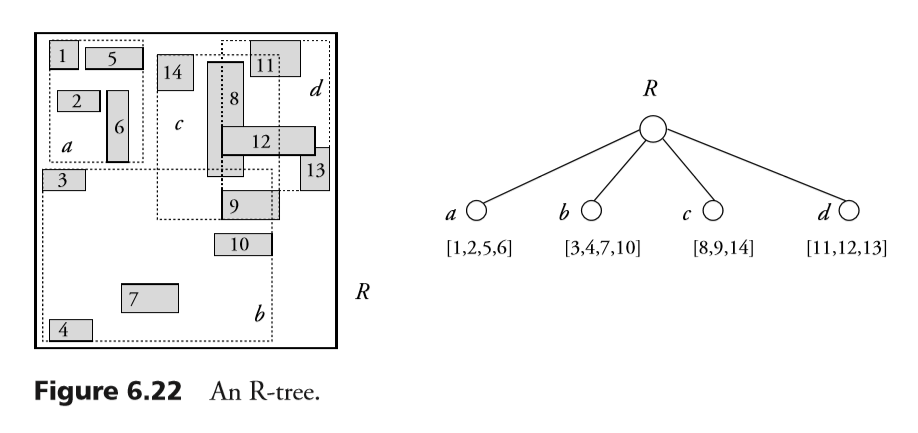 1
5
14
11
d
2
6
8
c
a
12
3
13
9
10
7
b
4
R
Figure 6.22 An R-tree.
R
a
b
c
d
[1,2,5,6]
[3,4,7,10]
[8,9,14]
[11,12,13]